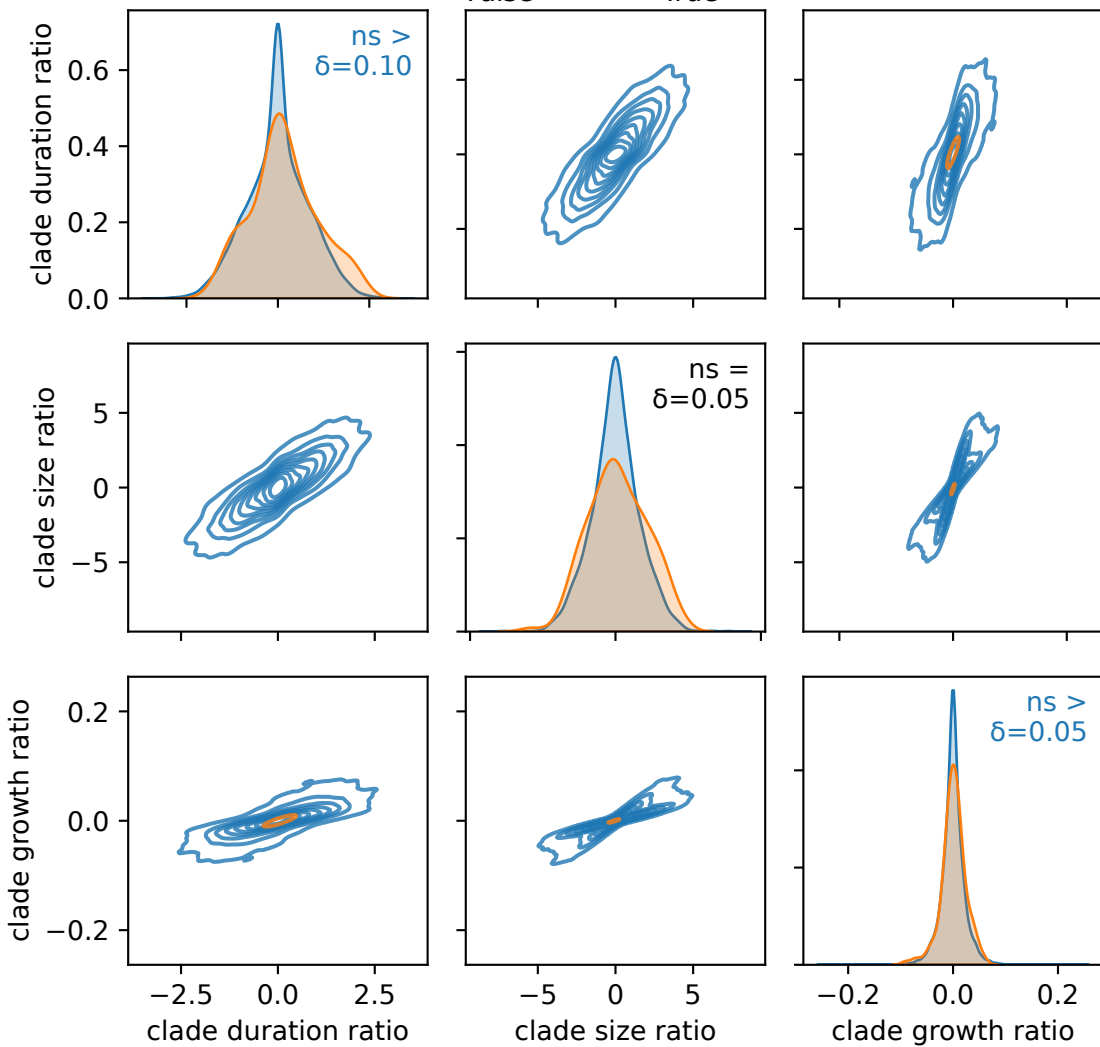 clade duration ratio
0.6
0.4
0.2
0.0
ns >
δ=0.10
clade size ratio
5
0
−5
ns =
δ=0.05
clade growth ratio
0.2
0.0
−0.2
ns >
δ=0.05
−2.5 0.0 2.5
clade duration ratio
−5 0 5
clade size ratio
−0.2 0.0 0.2
clade growth ratio